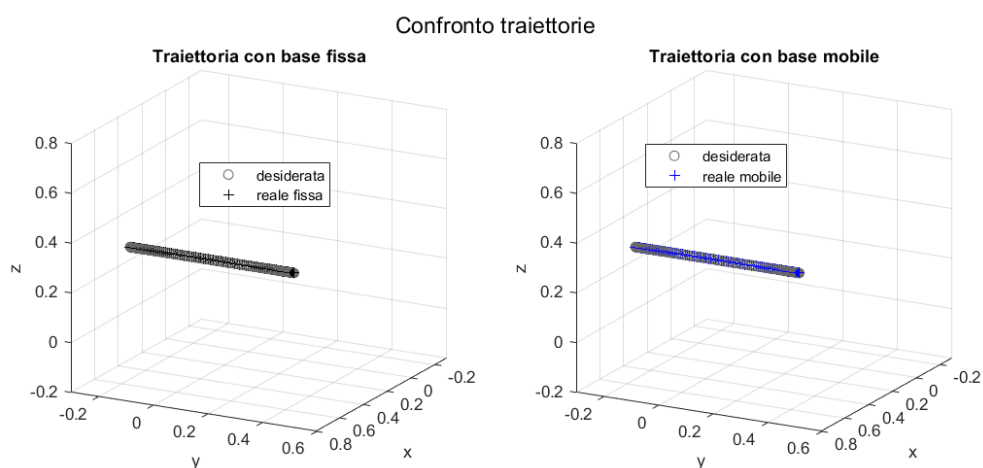 Confronto traiettorie
Traiettoria con base fissa
0.8
0.6
0.4
0.2
0
-0.2
z
desiderata
reale fissa
-0.2
0
0.2
0.4
0.6
y
0.8
0.6
0.4
0.2
0
-0.2
x
Traiettoria con base mobile
0.8
0.6
0.4
0.2
0
-0.2
z
desiderata
reale mobile
-0.2
0
0.2
0.4
0.6
y
0.8
0.6
0.4
0.2
0
-0.2
x